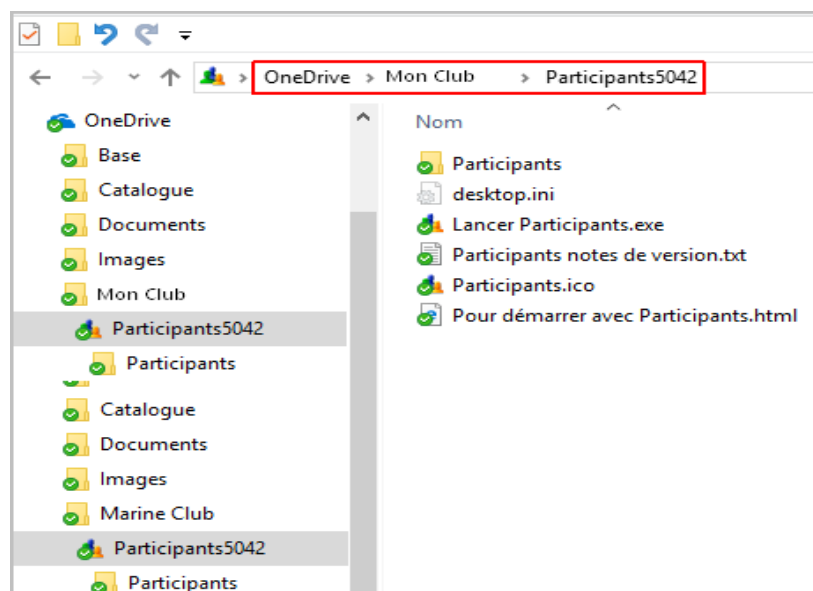 OneDrive > Mon Club > Participants5042
OneDrive
Base
Catalogue
Documents
Images
Mon Club
Participants5042
Participants
Catalogue
Documents
Images
Marine Club
Participants5042
Participants
Nom
Participants
desktop.ini
Lancer Participants.exe
Participants notes de version.txt
Participants.ico
Pour démarrer avec Participants.html